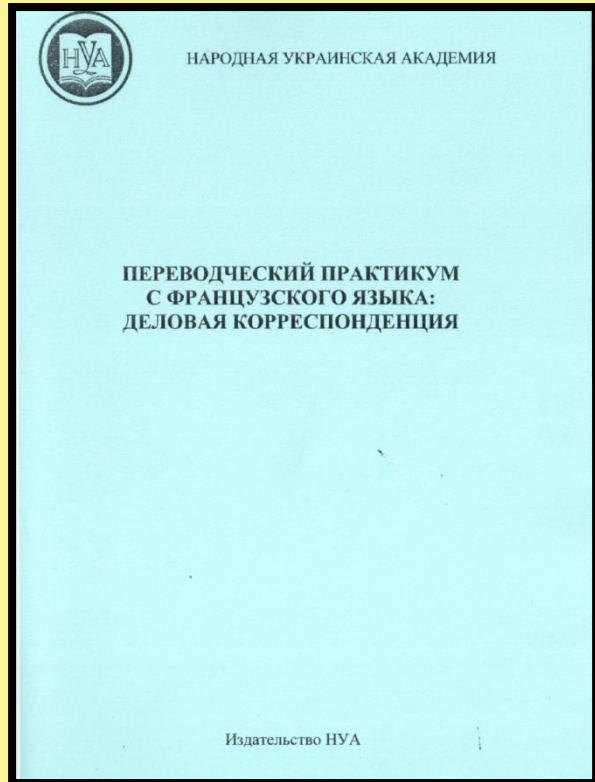 НУА
НАРОДНАЯ УКРАИНСКАЯ АКАДЕМИЯ
ПЕРЕВОДЧЕСКИЙ ПРАКТИКУМ
С ФРАНЦУЗСКОГО ЯЗЫКА:
ДЕЛОВАЯ КОРРЕСПОНДЕНЦИЯ
Издательство НУА